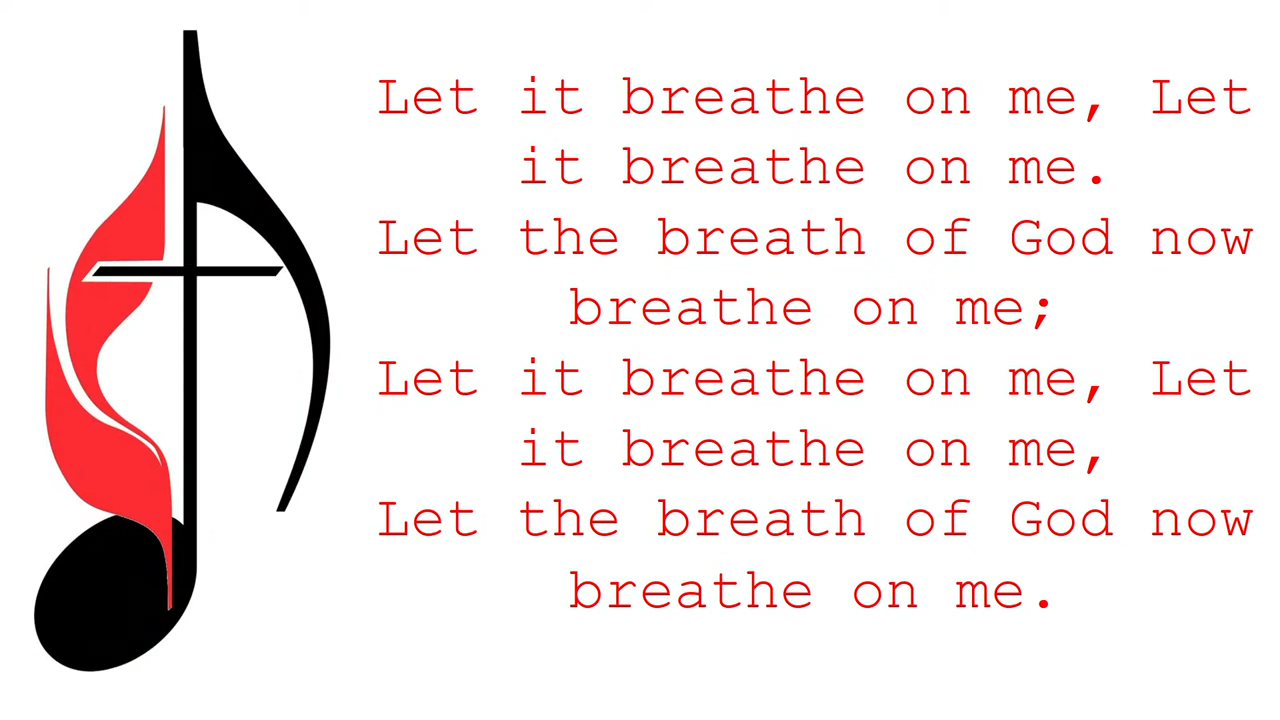 Let it breathe on me, Let
it breathe on me.
Let the breath of God now
breathe on me;
Let it breathe on me, Let
it breathe on me,
Let the breath of God now
breathe on me.